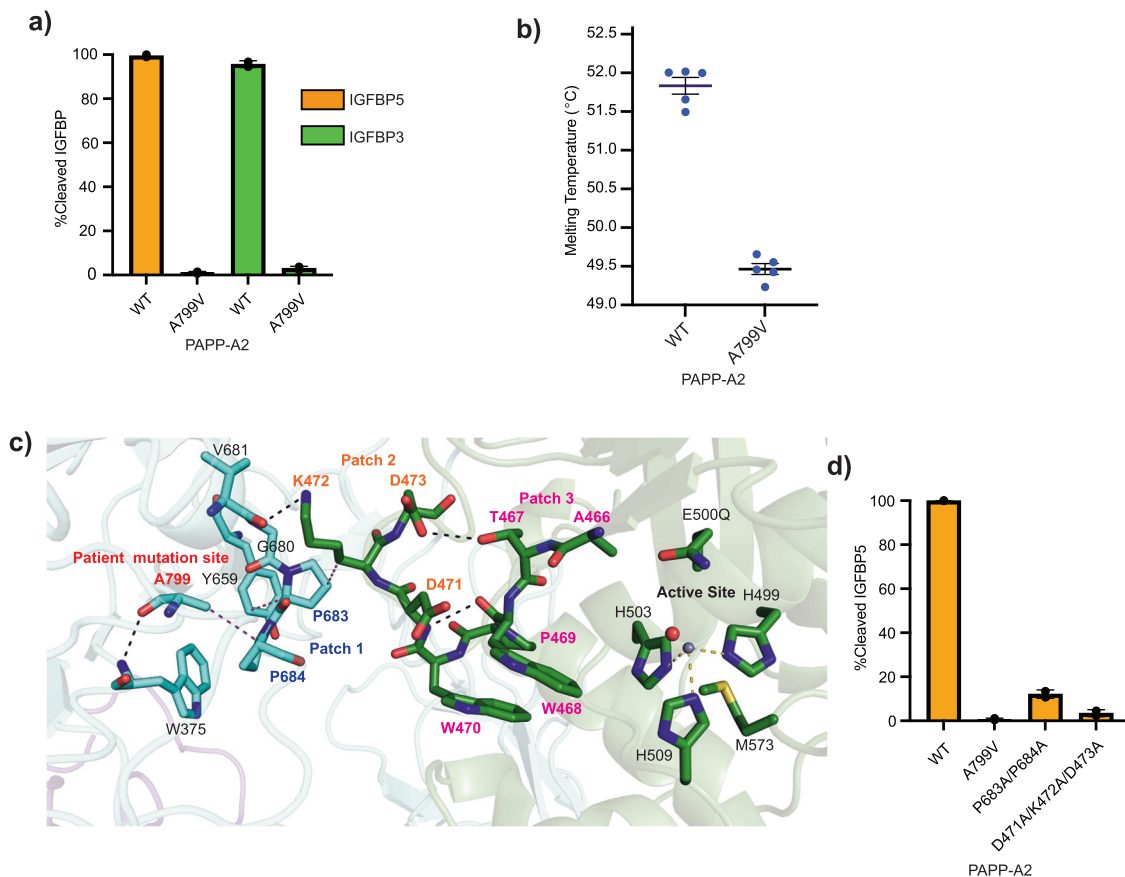 a)
%Cleaved IGFBP
100
80
60
40
20
0
WT
A799V
WT
A799V
PAPP-A2
IGFBP5
IGFBP3
b)
Melting Temperature (°C)
52.5
52.0
51.5
51.0
50.5
50.0
49.5
49.0
WT
A799V
PAPP-A2
c)
V681
K472
Patch 2
D473
Patch 3
T467
A466
E500Q
G680
Patient mutation site
A799
Y659
D471
Active Site
H503
H499
P683
Patch 1
P469
P684
W468
W470
W375
H509
M573
d)
%Cleaved IGFBP5
100
80
60
40
20
0
WT
A799V
P683A/P684A
D471A/K472A/D473A
PAPP-A2